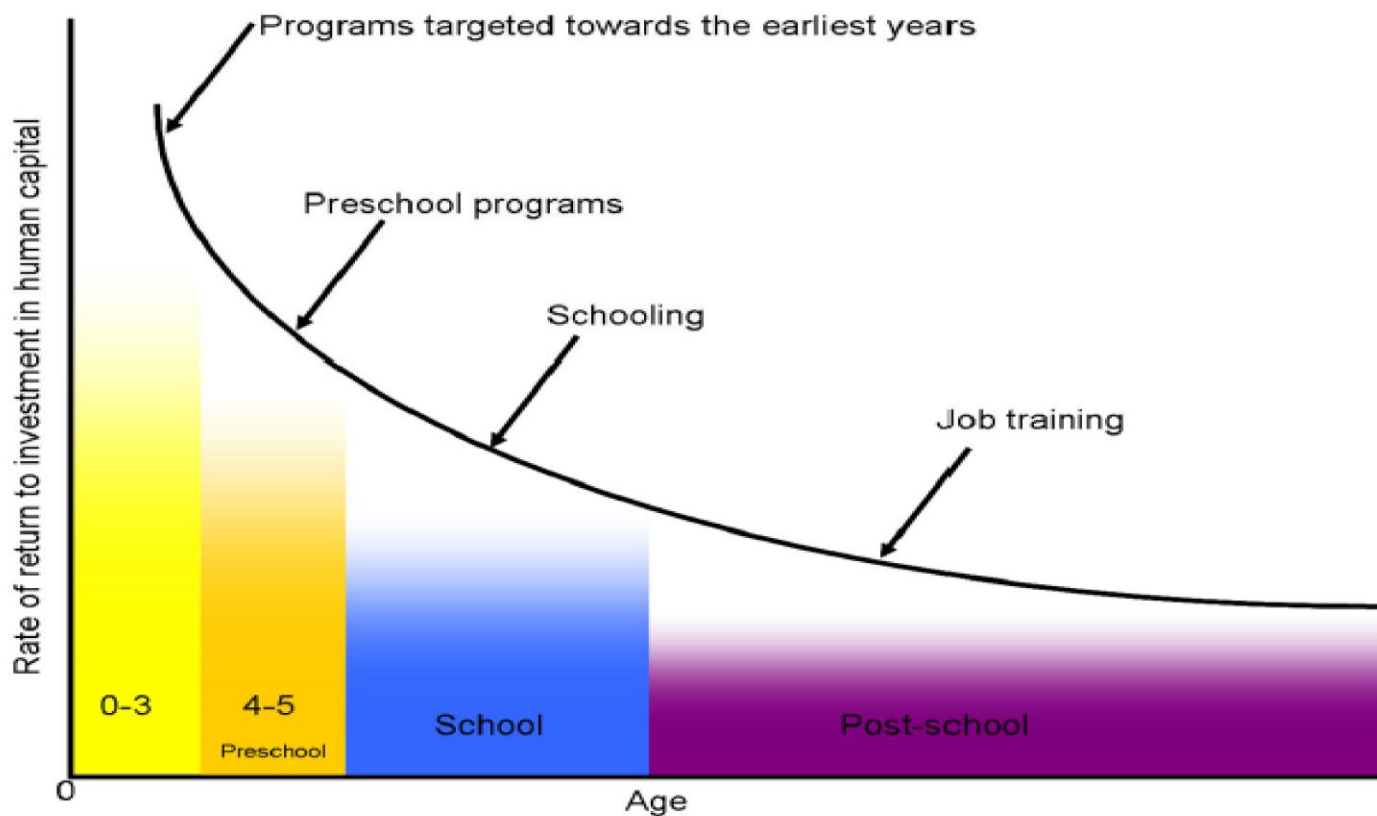 Programs targeted towards the earliest years
Preschool programs
Schooling
Job training
Rate of return to investment in human capital
0-3
4-5
Preschool
School
Post-school
0
Age